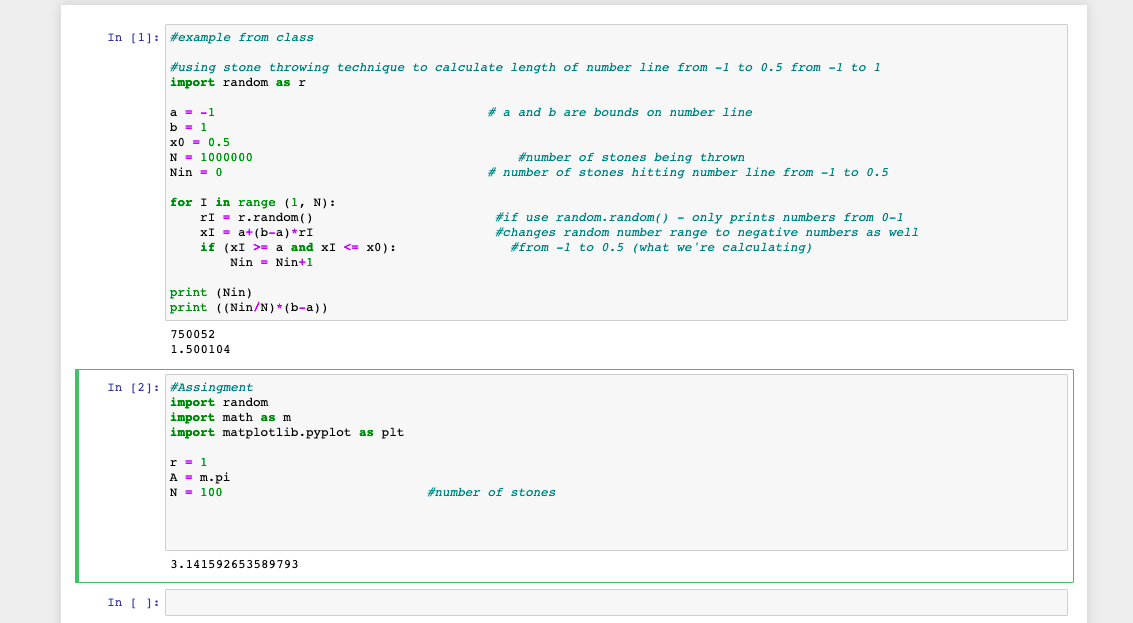 In [1]: #example from class
#using stone throwing technique to calculate length of number line from -1 to 0.5 from -1 to 1
import random as r
a = -1 # a and b are bounds on number line
b = 1
x0 = 0.5
N = 1000000 #number of stones being thrown
Nin = 0 # number of stones hitting number line from -1 to 0.5
for I in range (1, N):
rI = r.random() #if use random.random() - only prints numbers from 0-1
xI = a+(b-a)*rI #changes random number range to negative numbers as well
if (xI >= a and xI <= x0): #from -1 to 0.5 (what we're calculating)
Nin = Nin+1
print (Nin)
print ((Nin/N)*(b-a))
750052
1.500104
In [2]: #Assingment
import random
import math as m
import matplotlib.pyplot as plt
r = 1
A = m.pi
N = 100 #number of stones
3.141592653589793
In [ ]: